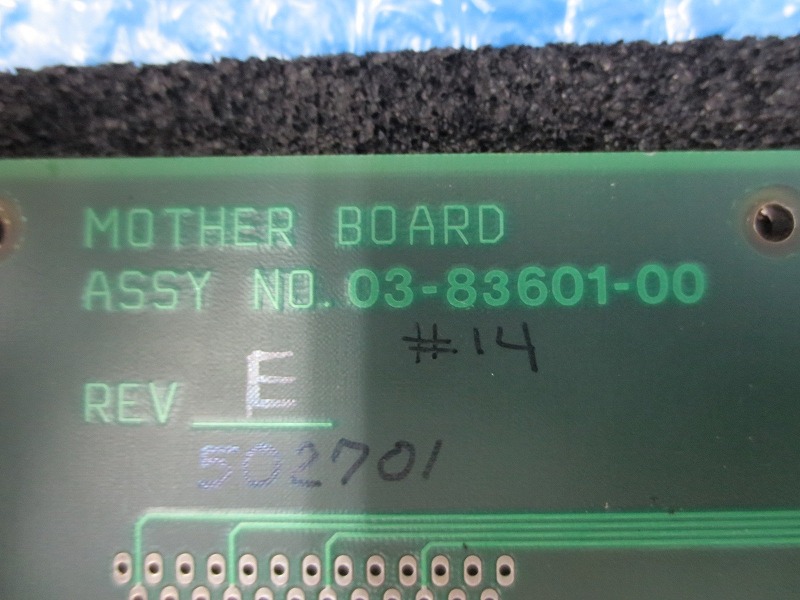 MOTHER BOARD
ASSY NO. 03-83601-00
#14
REV E
502701